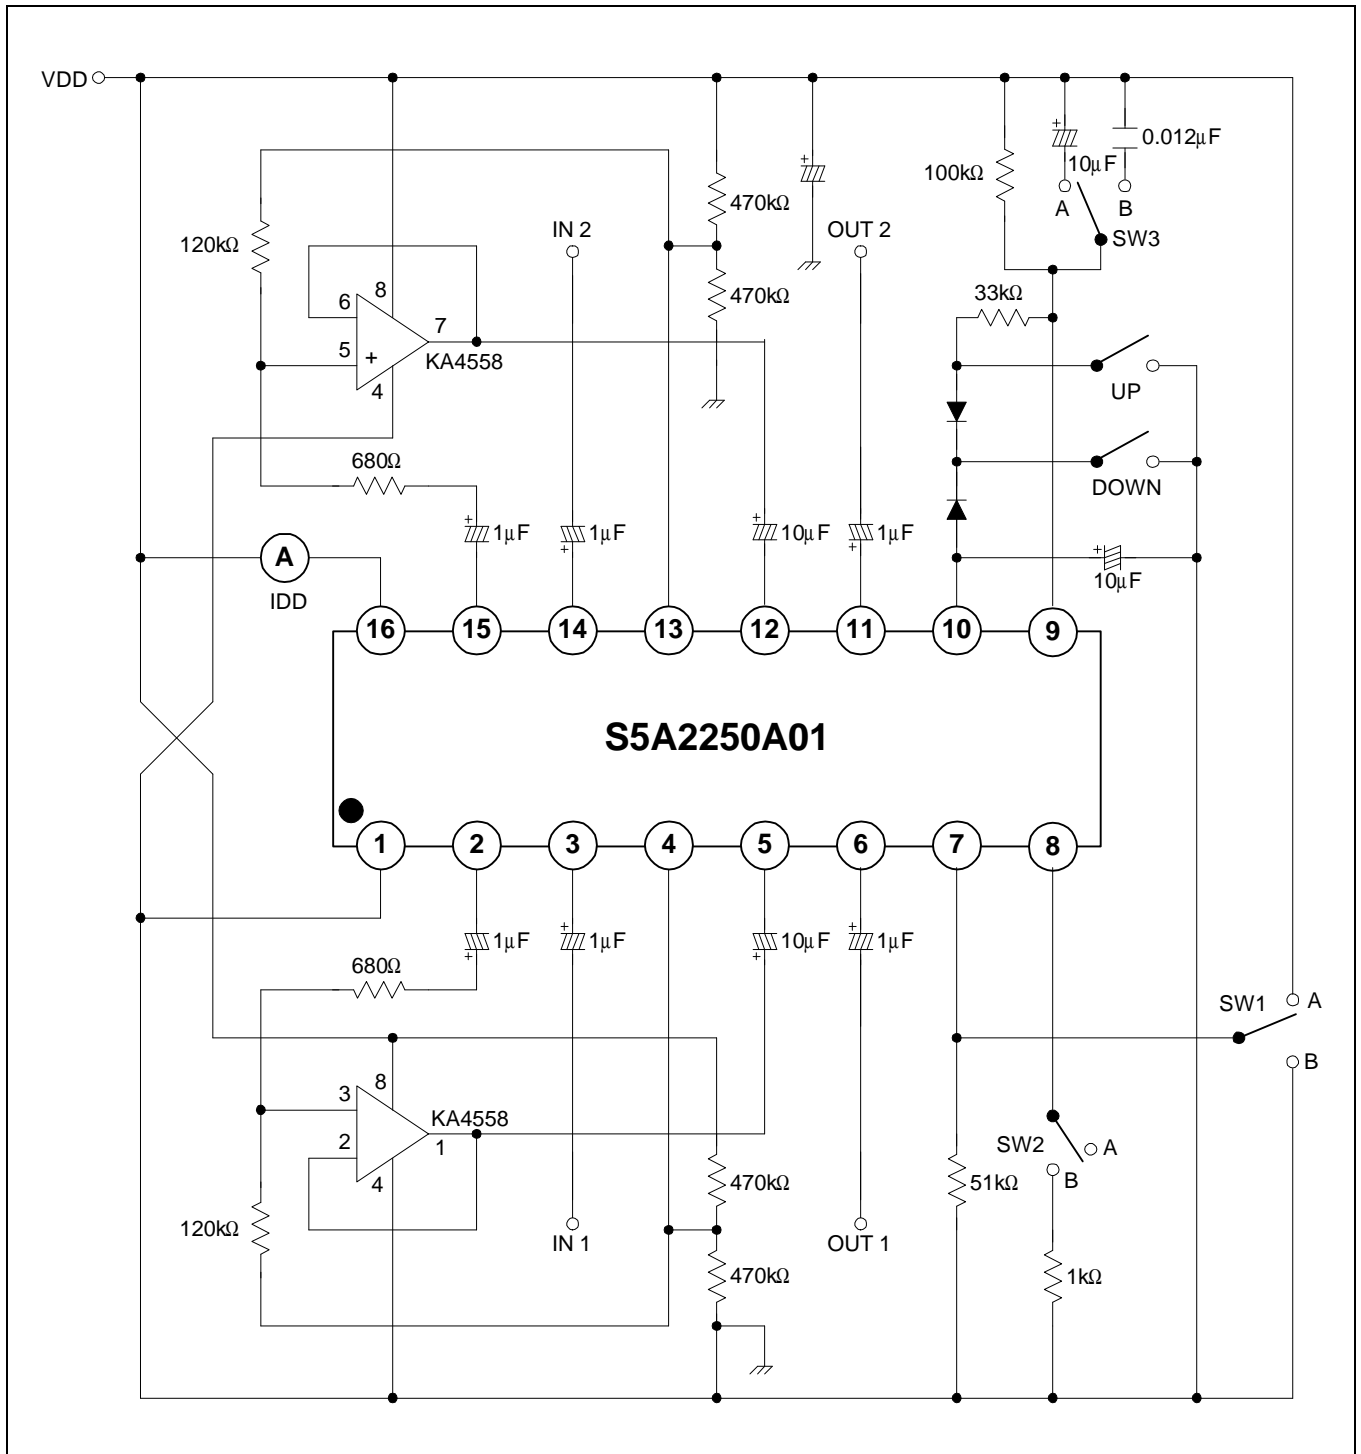 VDD
0.012µF
10µF
100kΩ
A
B
SW3
470kΩ
IN 2
OUT 2
120kΩ
470kΩ
33kΩ
6
8
7
5
+
KA4558
4
UP
680Ω
DOWN
+
1µF
+
1µF
+
10µF
+
1µF
A
IDD
+
10µF
16
15
14
13
12
11
10
9
S5A2250A01
1
2
3
4
5
6
7
8
1µF
+
+
1µF
10µF
+
+
1µF
680Ω
SW1
A
B
8
3
KA4558
2
1
4
SW2
A
B
470kΩ
51kΩ
120kΩ
IN 1
OUT 1
470kΩ
1kΩ